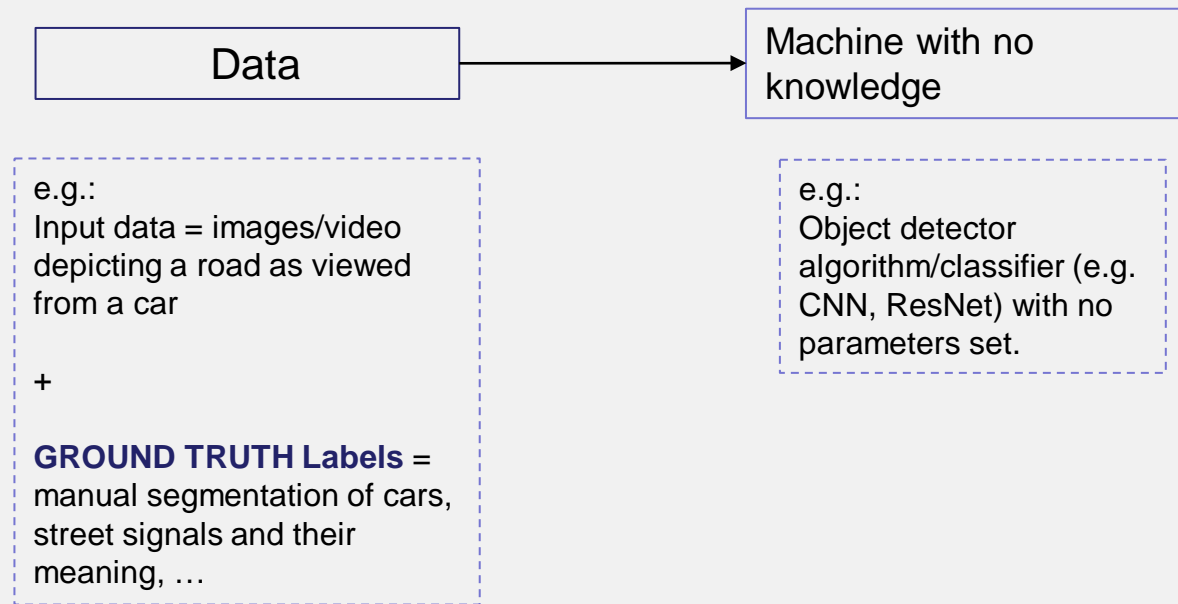 Data
Machine with no
knowledge
e.g.:
Input data = images/video
depicting a road as viewed
from a car
+
GROUND TRUTH Labels =
manual segmentation of cars,
street signals and their
meaning, …
e.g.:
Object detector
algorithm/classifier (e.g.
CNN, ResNet) with no
parameters set.